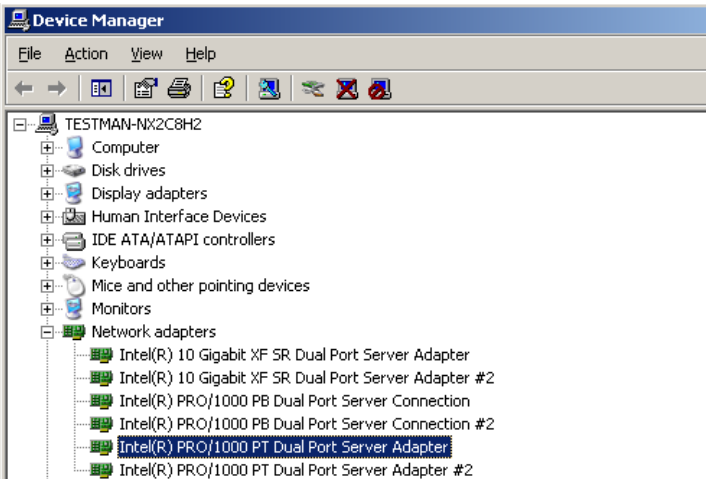 Device Manager
File Action View Help
TESTMAN-NX2C8H2
Computer
Disk drives
Display adapters
Human Interface Devices
IDE ATA/ATAPI controllers
Keyboards
Mice and other pointing devices
Monitors
Network adapters
Intel(R) 10 Gigabit XF SR Dual Port Server Adapter
Intel(R) 10 Gigabit XF SR Dual Port Server Adapter #2
Intel(R) PRO/1000 PB Dual Port Server Connection
Intel(R) PRO/1000 PB Dual Port Server Connection #2
Intel(R) PRO/1000 PT Dual Port Server Adapter
Intel(R) PRO/1000 PT Dual Port Server Adapter #2